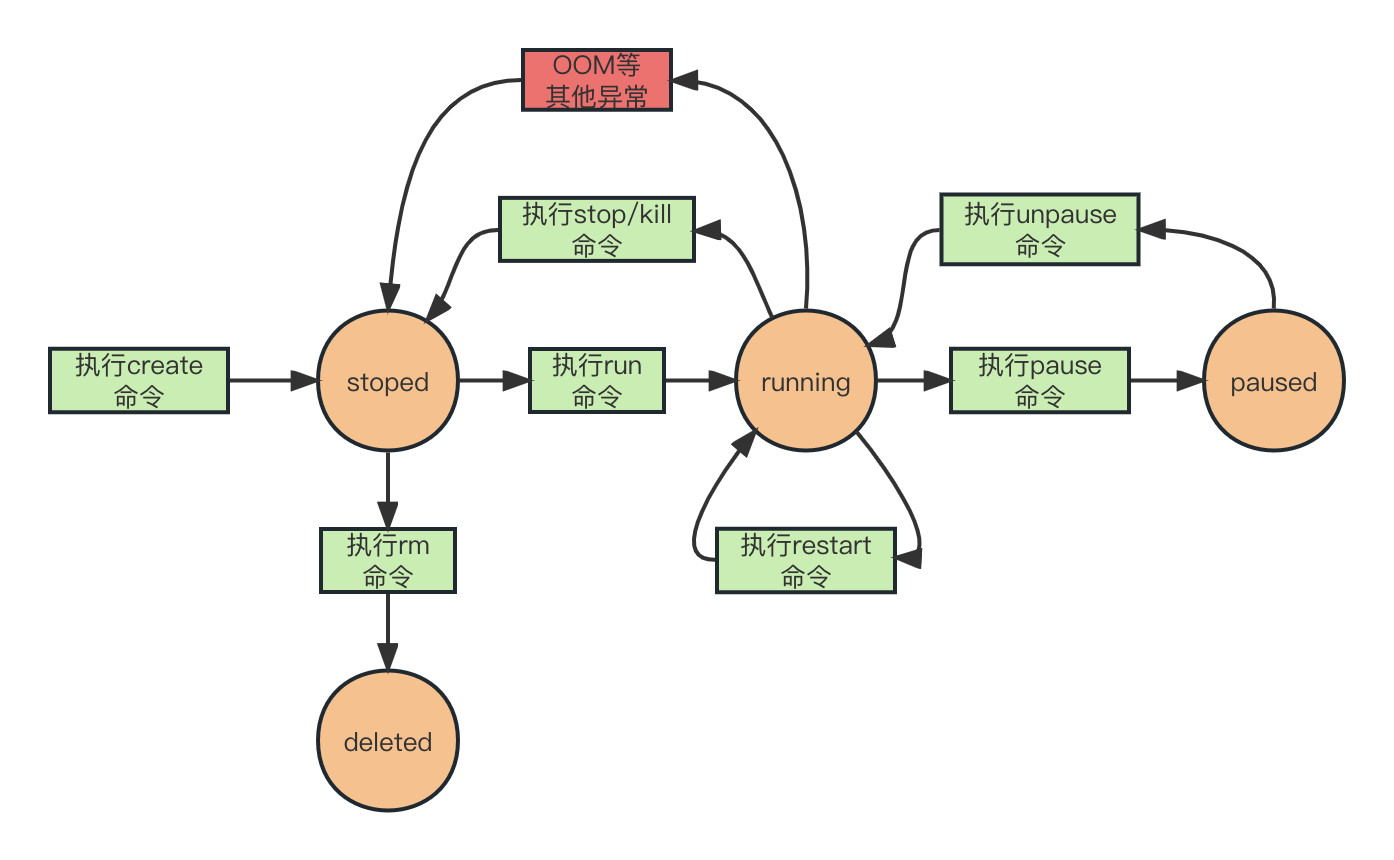 OOM等
其他异常
执行stop/kill
命令
执行unpause
命令
执行create
命令
stoped
执行run
命令
running
执行pause
命令
paused
执行rm
命令
执行restart
命令
deleted